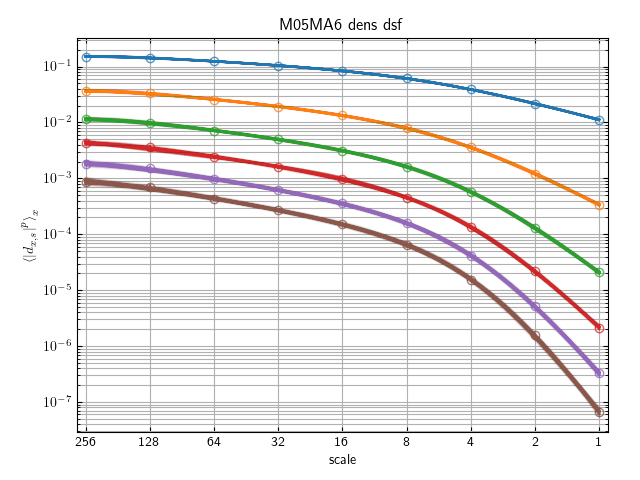 M05MA6 dens dsf
⟨|d_{x,s}|^p⟩_x
10^{-1}
10^{-2}
10^{-3}
10^{-4}
10^{-5}
10^{-6}
10^{-7}
256 128 64 32 16 8 4 2 1
scale